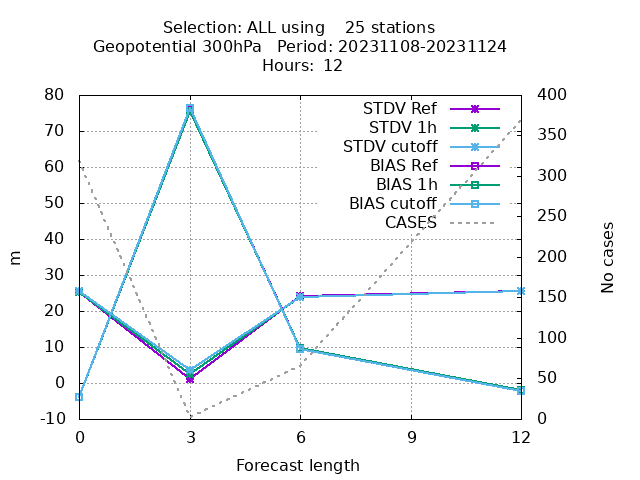 Selection: ALL using    25 stations
Geopotential 300hPa   Period: 20231108-20231124
Hours:  12
80
70
60
50
40
30
20
10
0
-10
400
350
300
250
200
150
100
50
0
m
No cases
STDV Ref
STDV 1h
STDV cutoff
BIAS Ref
BIAS 1h
BIAS cutoff
CASES
0 3 6 9 12
Forecast length